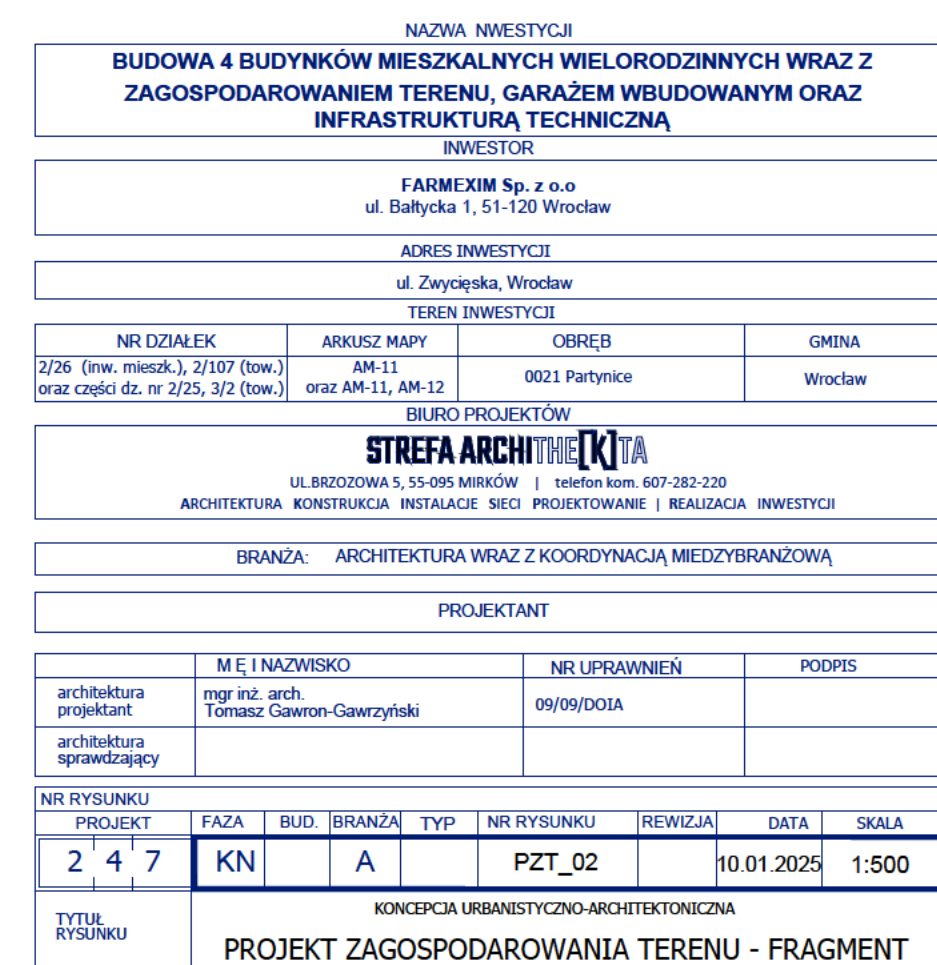 NAZWA NWESTYCJI
BUDOWA 4 BUDYNKÓW MIESZKALNYCH WIELORODZINNYCH WRAZ Z
ZAGOSPODAROWANIEM TERENU, GARAŻEM WBUDOWANYM ORAZ
INFRASTRUKTURĄ TECHNICZNĄ
INWESTOR
FARMEXIM Sp. z o.o
ul. Bałtycka 1, 51-120 Wrocław
ADRES INWESTYCJI
ul. Zwycięska, Wrocław
TEREN INWESTYCJI
NR DZIAŁEK ARKUSZ MAPY OBRĘB GMINA
2/26 (inw. mieszk.), 2/107 (tow.) AM-11 0021 Partynice Wrocław
oraz części dz. nr 2/25, 3/2 (tow.) oraz AM-11, AM-12
BIURO PROJEKTÓW
STREFA ARCHITHE[K]TA
UL.BRZOZOWA 5, 55-095 MIRKÓW | telefon kom. 607-282-220
ARCHITEKTURA KONSTRUKCJA INSTALACJE SIECI PROJEKTOWANIE | REALIZACJA INWESTYCJI
BRANŻA: ARCHITEKTURA WRAZ Z KOORDYNACJĄ MIEDZYBRANŻOWĄ
PROJEKTANT
M Ę I NAZWISKO NR UPRAWNIEŃ PODPIS
architektura projektant mgr inż. arch. Tomasz Gawron-Gawrzyński 09/09/DOIA
architektura sprawdzający
NR RYSUNKU
PROJEKT FAZA BUD. BRANŻA TYP NR RYSUNKU REWIZJA DATA SKALA
2 4 7 KN A PZT_02 10.01.2025 1:500
TYTUŁ RYSUNKU
KONCEPCJA URBANISTYCZNO-ARCHITEKTONICZNA
PROJEKT ZAGOSPODAROWANIA TERENU - FRAGMENT